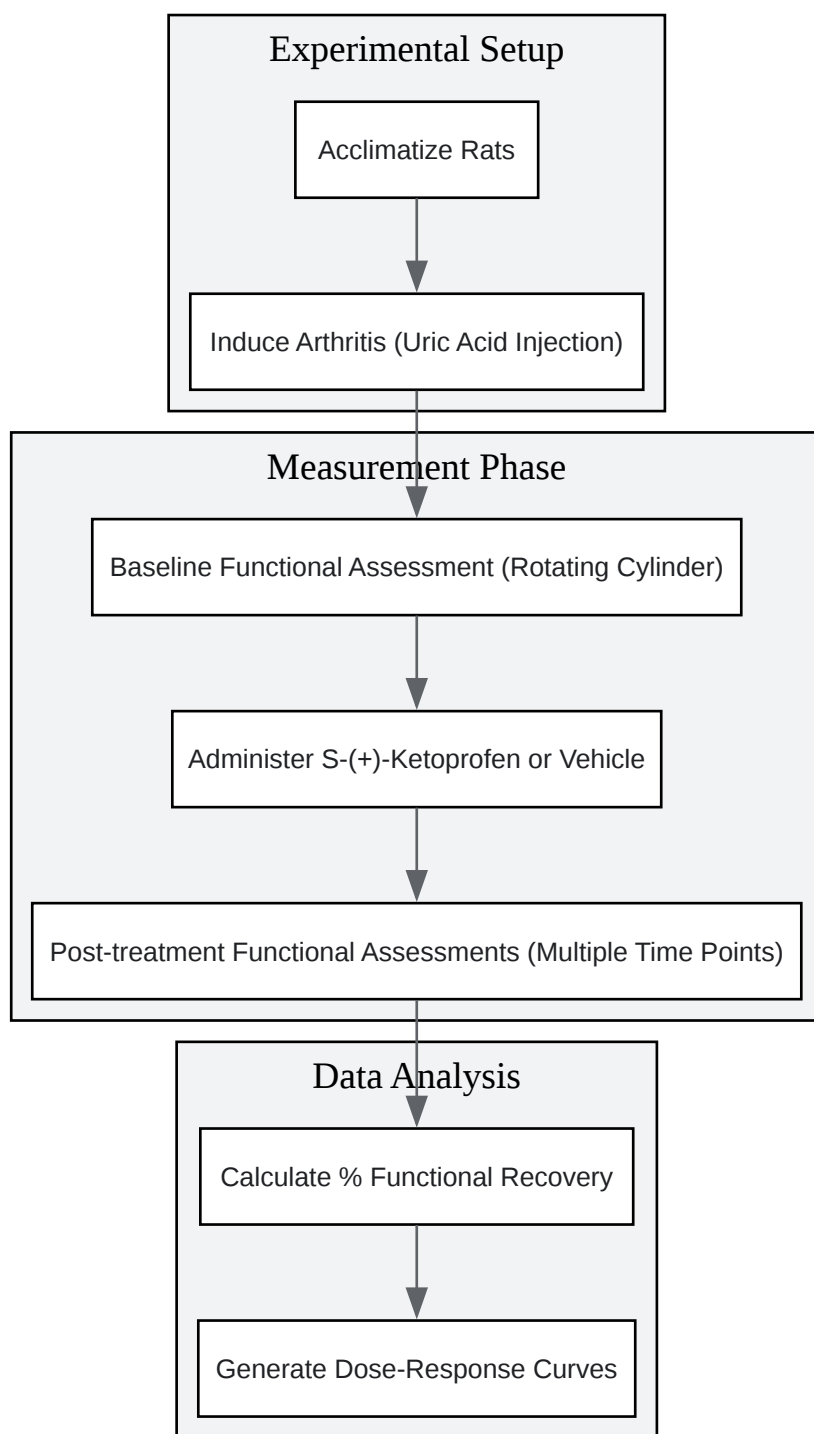 Experimental Setup
Acclimatize Rats
Induce Arthritis (Uric Acid Injection)
Measurement Phase
Baseline Functional Assessment (Rotating Cylinder)
Administer S-(+)-Ketoprofen or Vehicle
Post-treatment Functional Assessments (Multiple Time Points)
Data Analysis
Calculate % Functional Recovery
Generate Dose-Response Curves